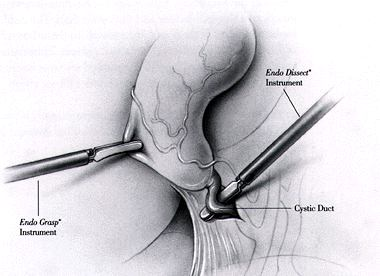 Endo Dissect*
Instrument
Cystic Duct
Endo Grasp*
Instrument